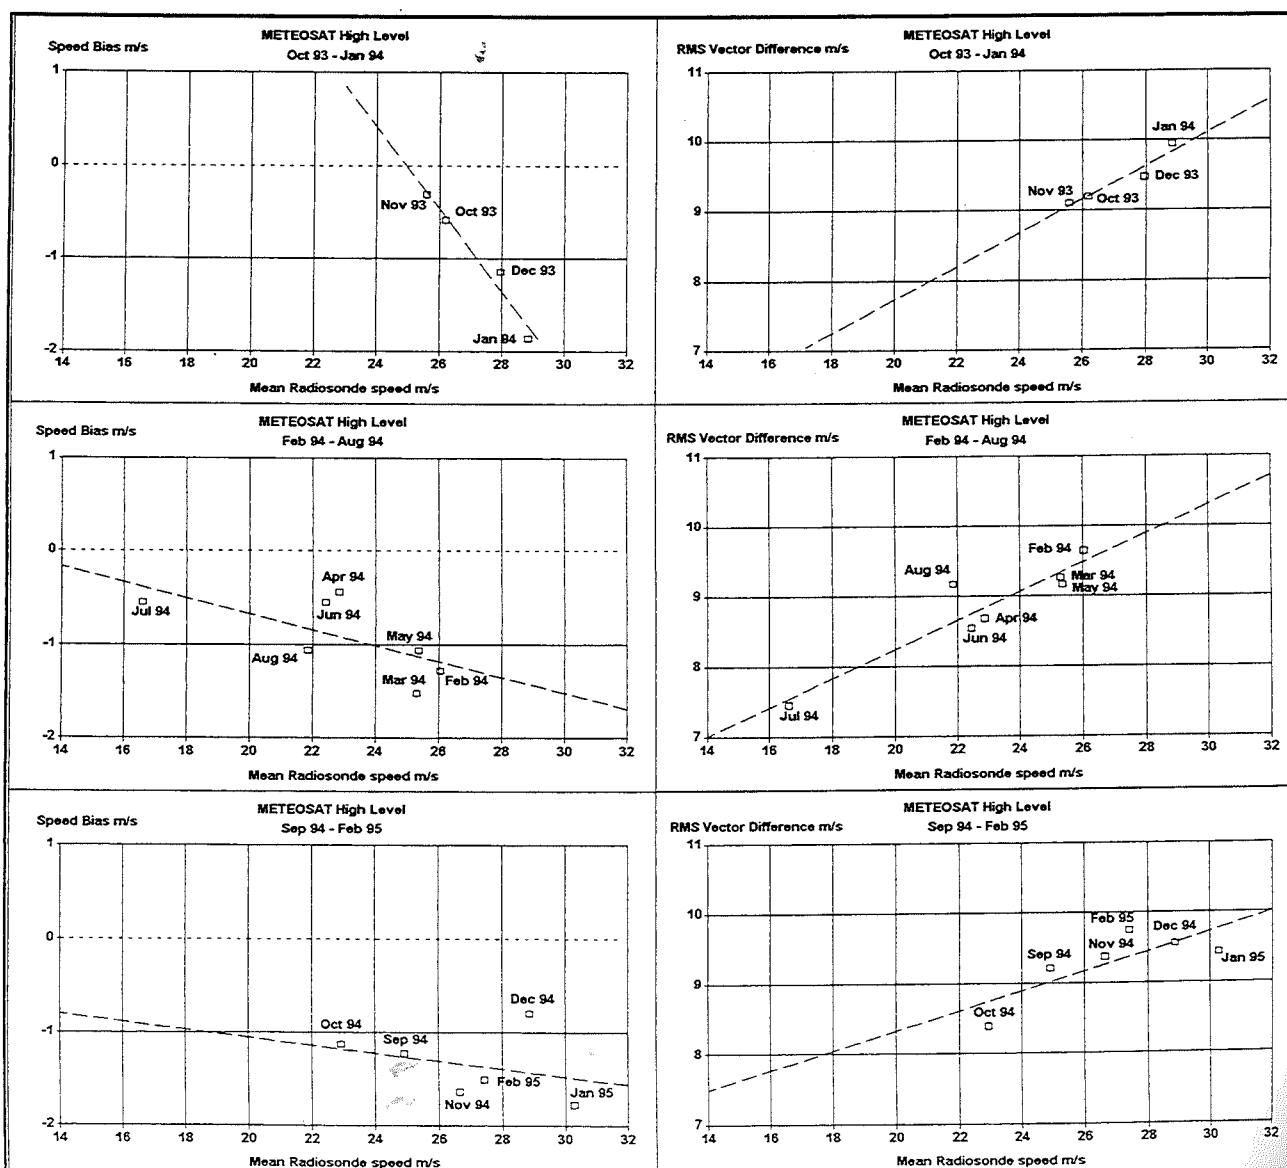 METEOSAT High Level
Oct 93 - Jan 94
Speed Bias m/s
1
0
-1
-2
Nov 93
Oct 93
Dec 93
Jan 94
14 16 18 20 22 24 26 28 30 32
Mean Radiosonde speed m/s
METEOSAT High Level
Oct 93 - Jan 94
RMS Vector Difference m/s
11
10
9
8
7
Jan 94
Nov 93
Dec 93
Oct 93
14 16 18 20 22 24 26 28 30 32
Mean Radiosonde speed m/s
METEOSAT High Level
Feb 94 - Aug 94
Speed Bias m/s
1
0
-1
-2
Apr 94
Jul 94
Jun 94
May 94
Aug 94
Mar 94
Feb 94
14 16 18 20 22 24 26 28 30 32
Mean Radiosonde speed m/s
METEOSAT High Level
Feb 94 - Aug 94
RMS Vector Difference m/s
11
10
9
8
7
Feb 94
Aug 94
Mar 94
May 94
Apr 94
Jun 94
Jul 94
14 16 18 20 22 24 26 28 30 32
Mean Radiosonde speed m/s
METEOSAT High Level
Sep 94 - Feb 95
Speed Bias m/s
1
0
-1
-2
Dec 94
Oct 94
Sep 94
Feb 95
Jan 95
Nov 94
14 16 18 20 22 24 26 28 30 32
Mean Radiosonde speed m/s
METEOSAT High Level
Sep 94 - Feb 95
RMS Vector Difference m/s
11
10
9
8
7
Feb 95
Dec 94
Nov 94
Sep 94
Jan 95
Oct 94
14 16 18 20 22 24 26 28 30 32
Mean Radiosonde speed m/s